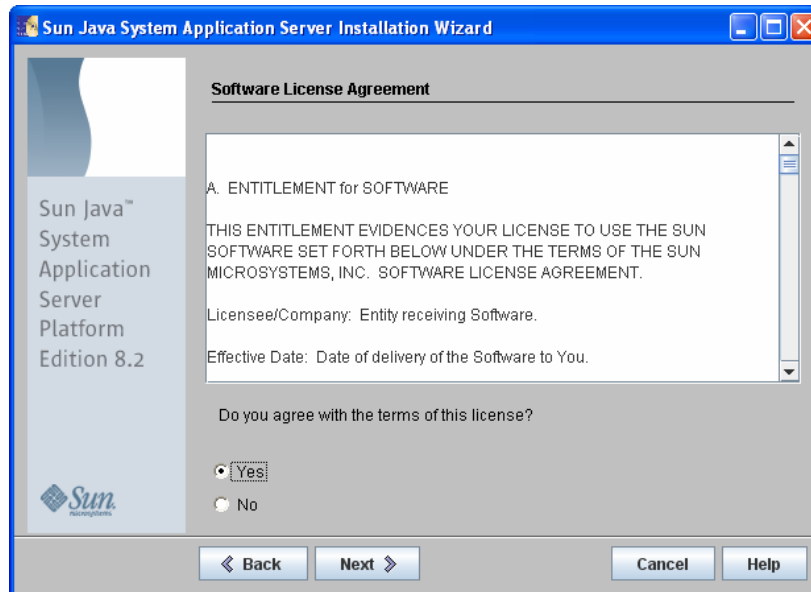 Sun Java System Application Server Installation Wizard
Software License Agreement
A. ENTITLEMENT for SOFTWARE
THIS ENTITLEMENT EVIDENCES YOUR LICENSE TO USE THE SUN
SOFTWARE SET FORTH BELOW UNDER THE TERMS OF THE SUN
MICROSYSTEMS, INC. SOFTWARE LICENSE AGREEMENT.
Licensee/Company: Entity receiving Software.
Effective Date: Date of delivery of the Software to You.
Sun Java™
System
Application
Server
Platform
Edition 8.2
Do you agree with the terms of this license?
Yes
No
Sun
microsystems
Back
Next
Cancel
Help